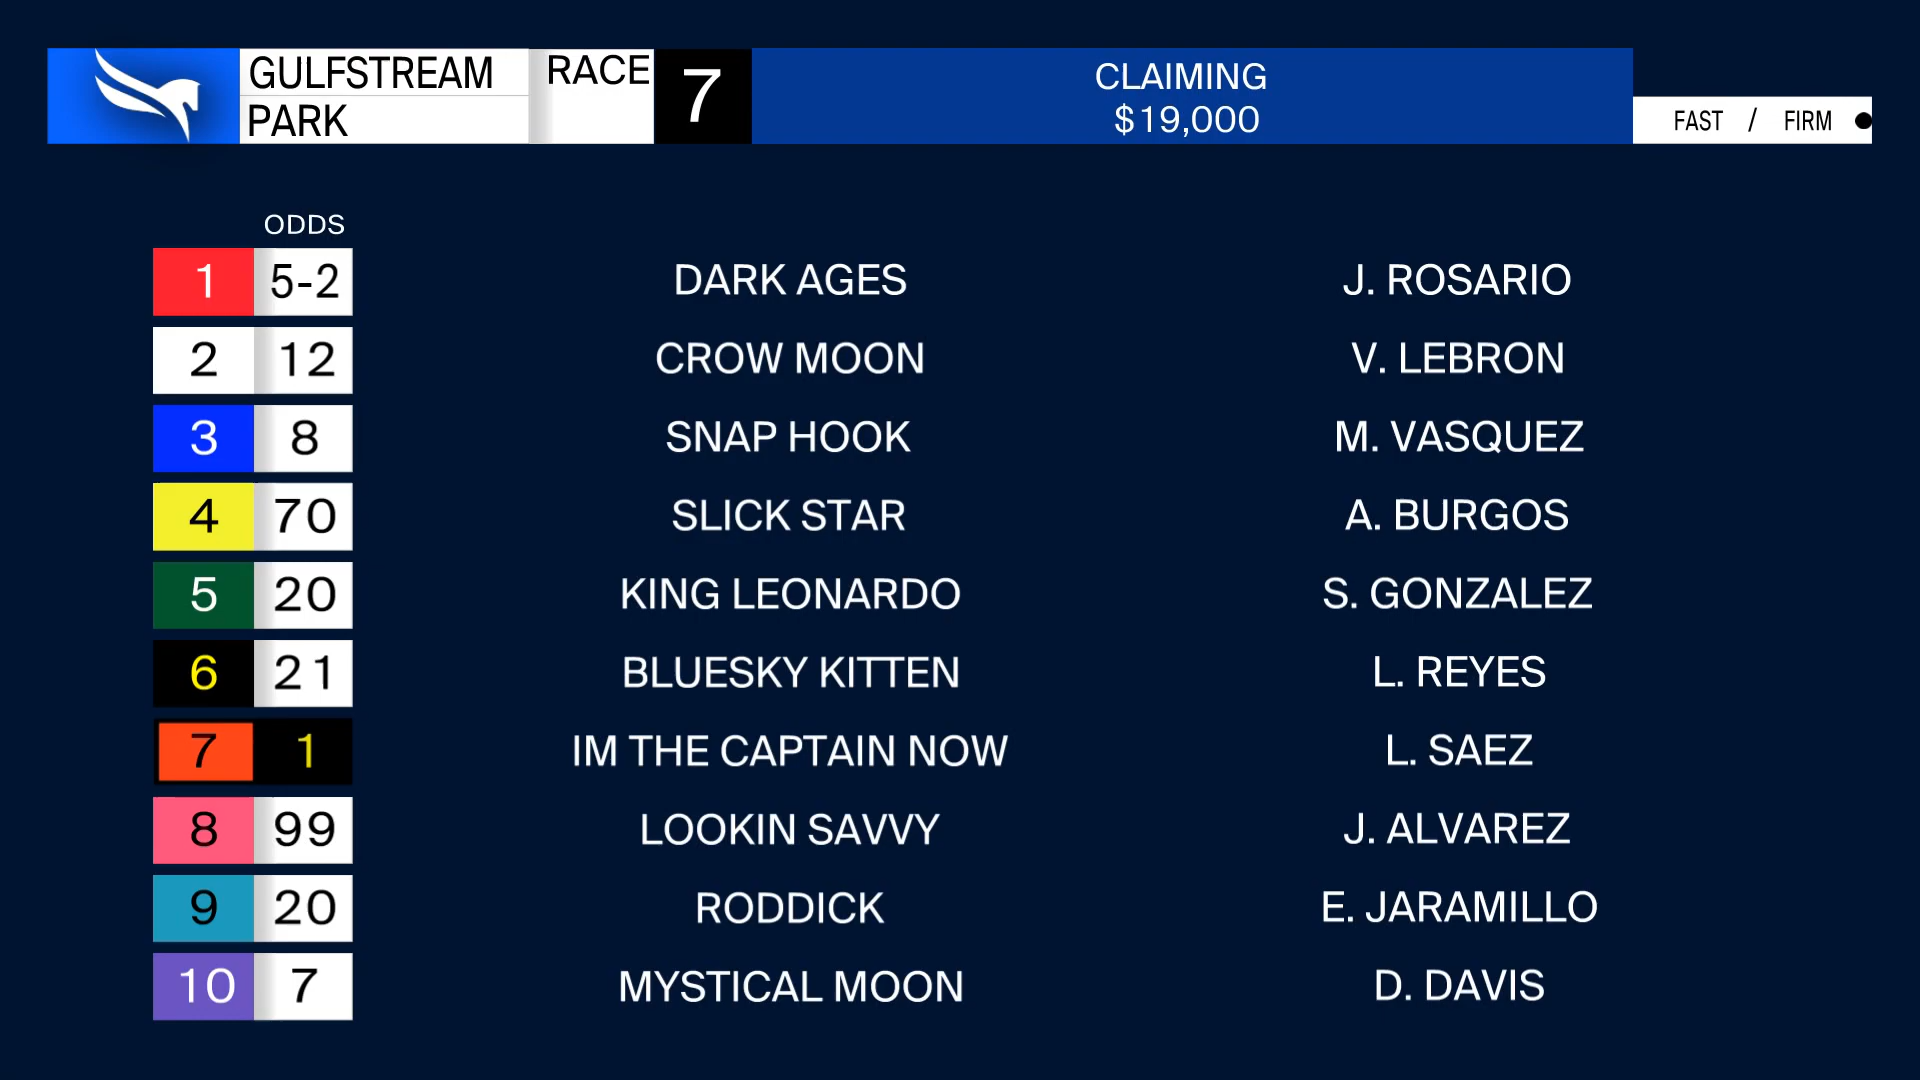 GULFSTREAM
PARK
RACE
7
CLAIMING
$19,000
FAST / FIRM
ODDS
1 5-2 DARK AGES J. ROSARIO
2 12 CROW MOON V. LEBRON
3 8 SNAP HOOK M. VASQUEZ
4 70 SLICK STAR A. BURGOS
5 20 KING LEONARDO S. GONZALEZ
6 21 BLUESKY KITTEN L. REYES
7 1 IM THE CAPTAIN NOW L. SAEZ
8 99 LOOKIN SAVVY J. ALVAREZ
9 20 RODDICK E. JARAMILLO
10 7 MYSTICAL MOON D. DAVIS